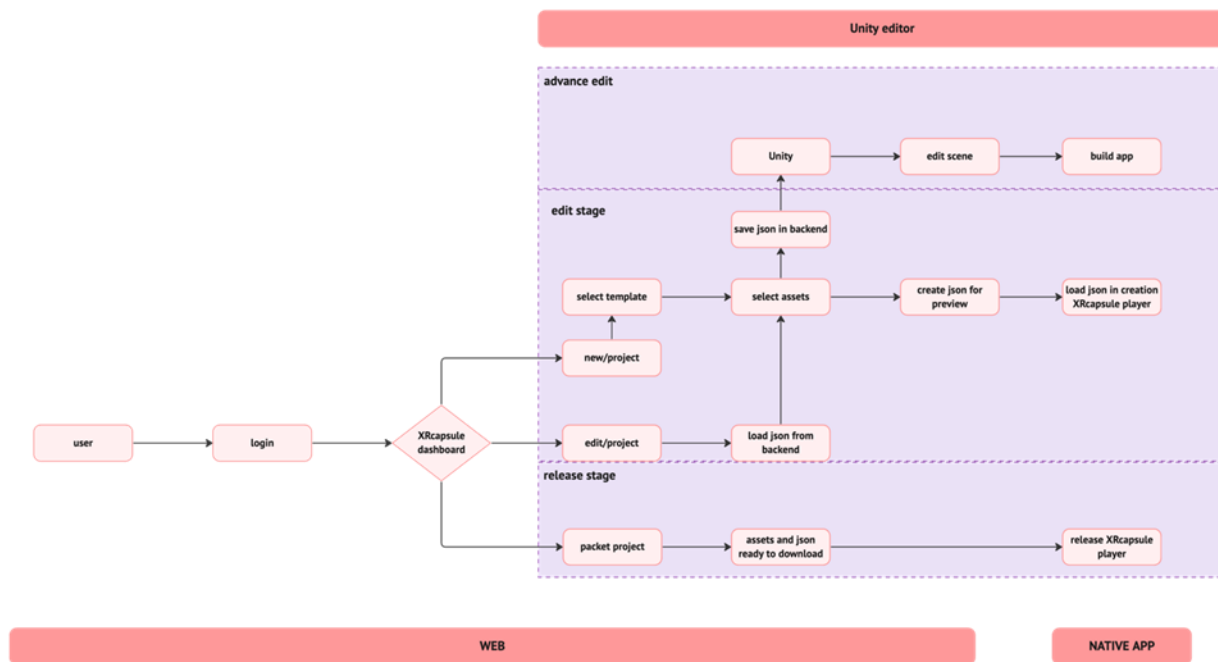 Unity editor
advance edit
Unity
edit scene
build app
edit stage
save json in backend
select template
select assets
create json for
preview
load json in creation
XRcapsule player
new/project
user
login
XRcapsule
dashboard
edit/project
load json from
backend
release stage
packet project
assets and json
ready to download
release XRcapsule
player
WEB
NATIVE APP